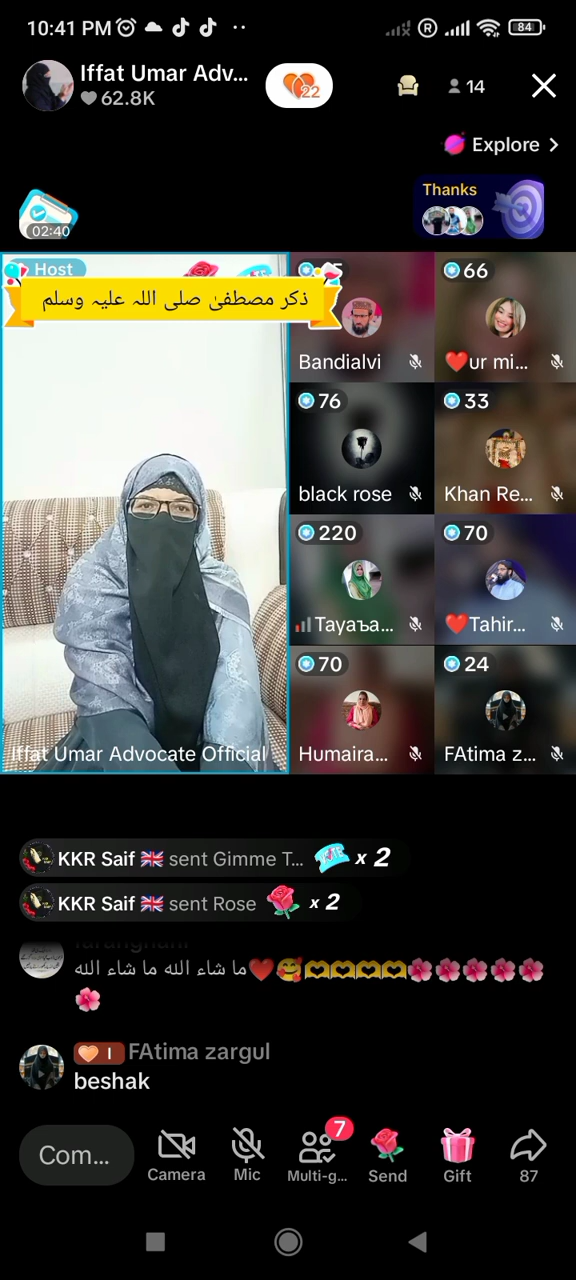 10:41 PM
R
84
Iffat Umar Adv...
62.8K
22
14
Explore
Thanks
02:40
Host
ذکر مصطفیٰ صلی اللہ علیہ وسلم
Iffat Umar Advocate Official
Bandialvi
66
ur mi...
76
black rose
33
Khan Re...
220
70
Tahir...
70
Humaira...
24
FAtima z...
KKR Saif sent Gimme T... x 2
KKR Saif sent Rose x 2
ما شاء الله ما شاء الله❤️🥰🌺🌺🌺🌺🌺
🌺
I FAtima zargul
beshak
7
Com...
Camera
Mic
Multi-g...
Send
Gift
87